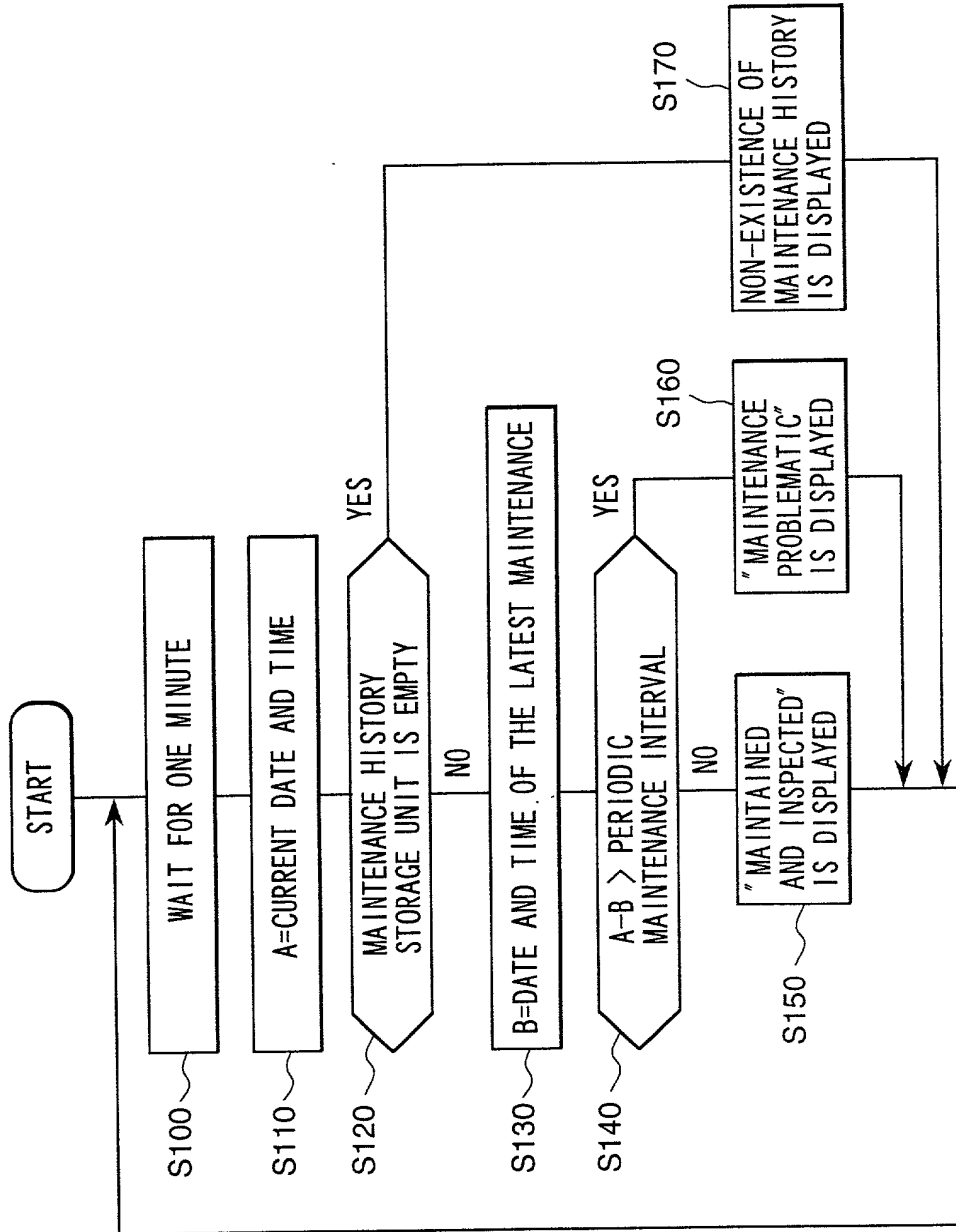 START
WAIT FOR ONE MINUTE
S100
A=CURRENT DATE AND TIME
S110
MAINTENANCE HISTORY
STORAGE UNIT IS EMPTY
S120
YES
NO
B=DATE AND TIME OF THE LATEST MAINTENANCE
S130
A-B > PERIODIC
MAINTENANCE INTERVAL
S140
YES
NO
"MAINTAINED
AND INSPECTED"
IS DISPLAYED
S150
"MAINTENANCE
PROBLEMATIC"
IS DISPLAYED
S160
NON-EXISTENCE OF
MAINTENANCE HISTORY
IS DISPLAYED
S170